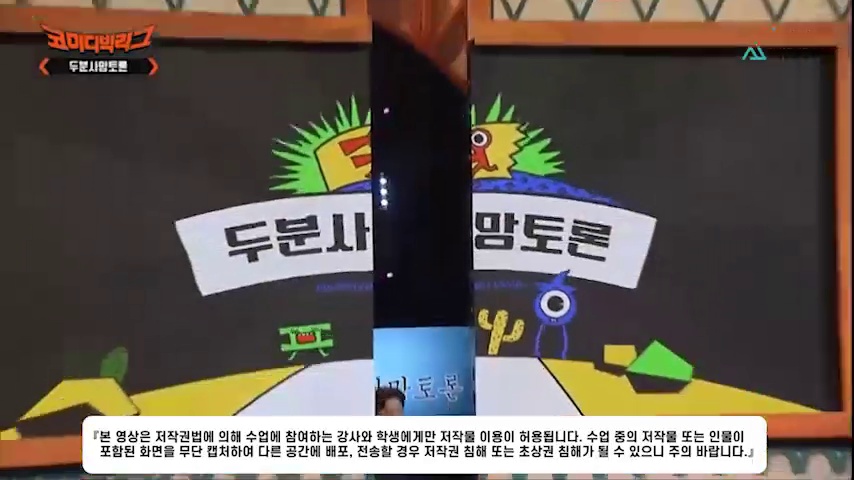 코미디빅리그
두분사망토론
두분사 망토론
망토론
『본 영상은 저작권법에 의해 수업에 참여하는 강사와 학생에게만 저작물 이용이 허용됩니다. 수업 중의 저작물 또는 인물이
포함된 화면을 무단 캡처하여 다른 공간에 배포, 전송할 경우 저작권 침해 또는 초상권 침해가 될 수 있으니 주의 바랍니다.』